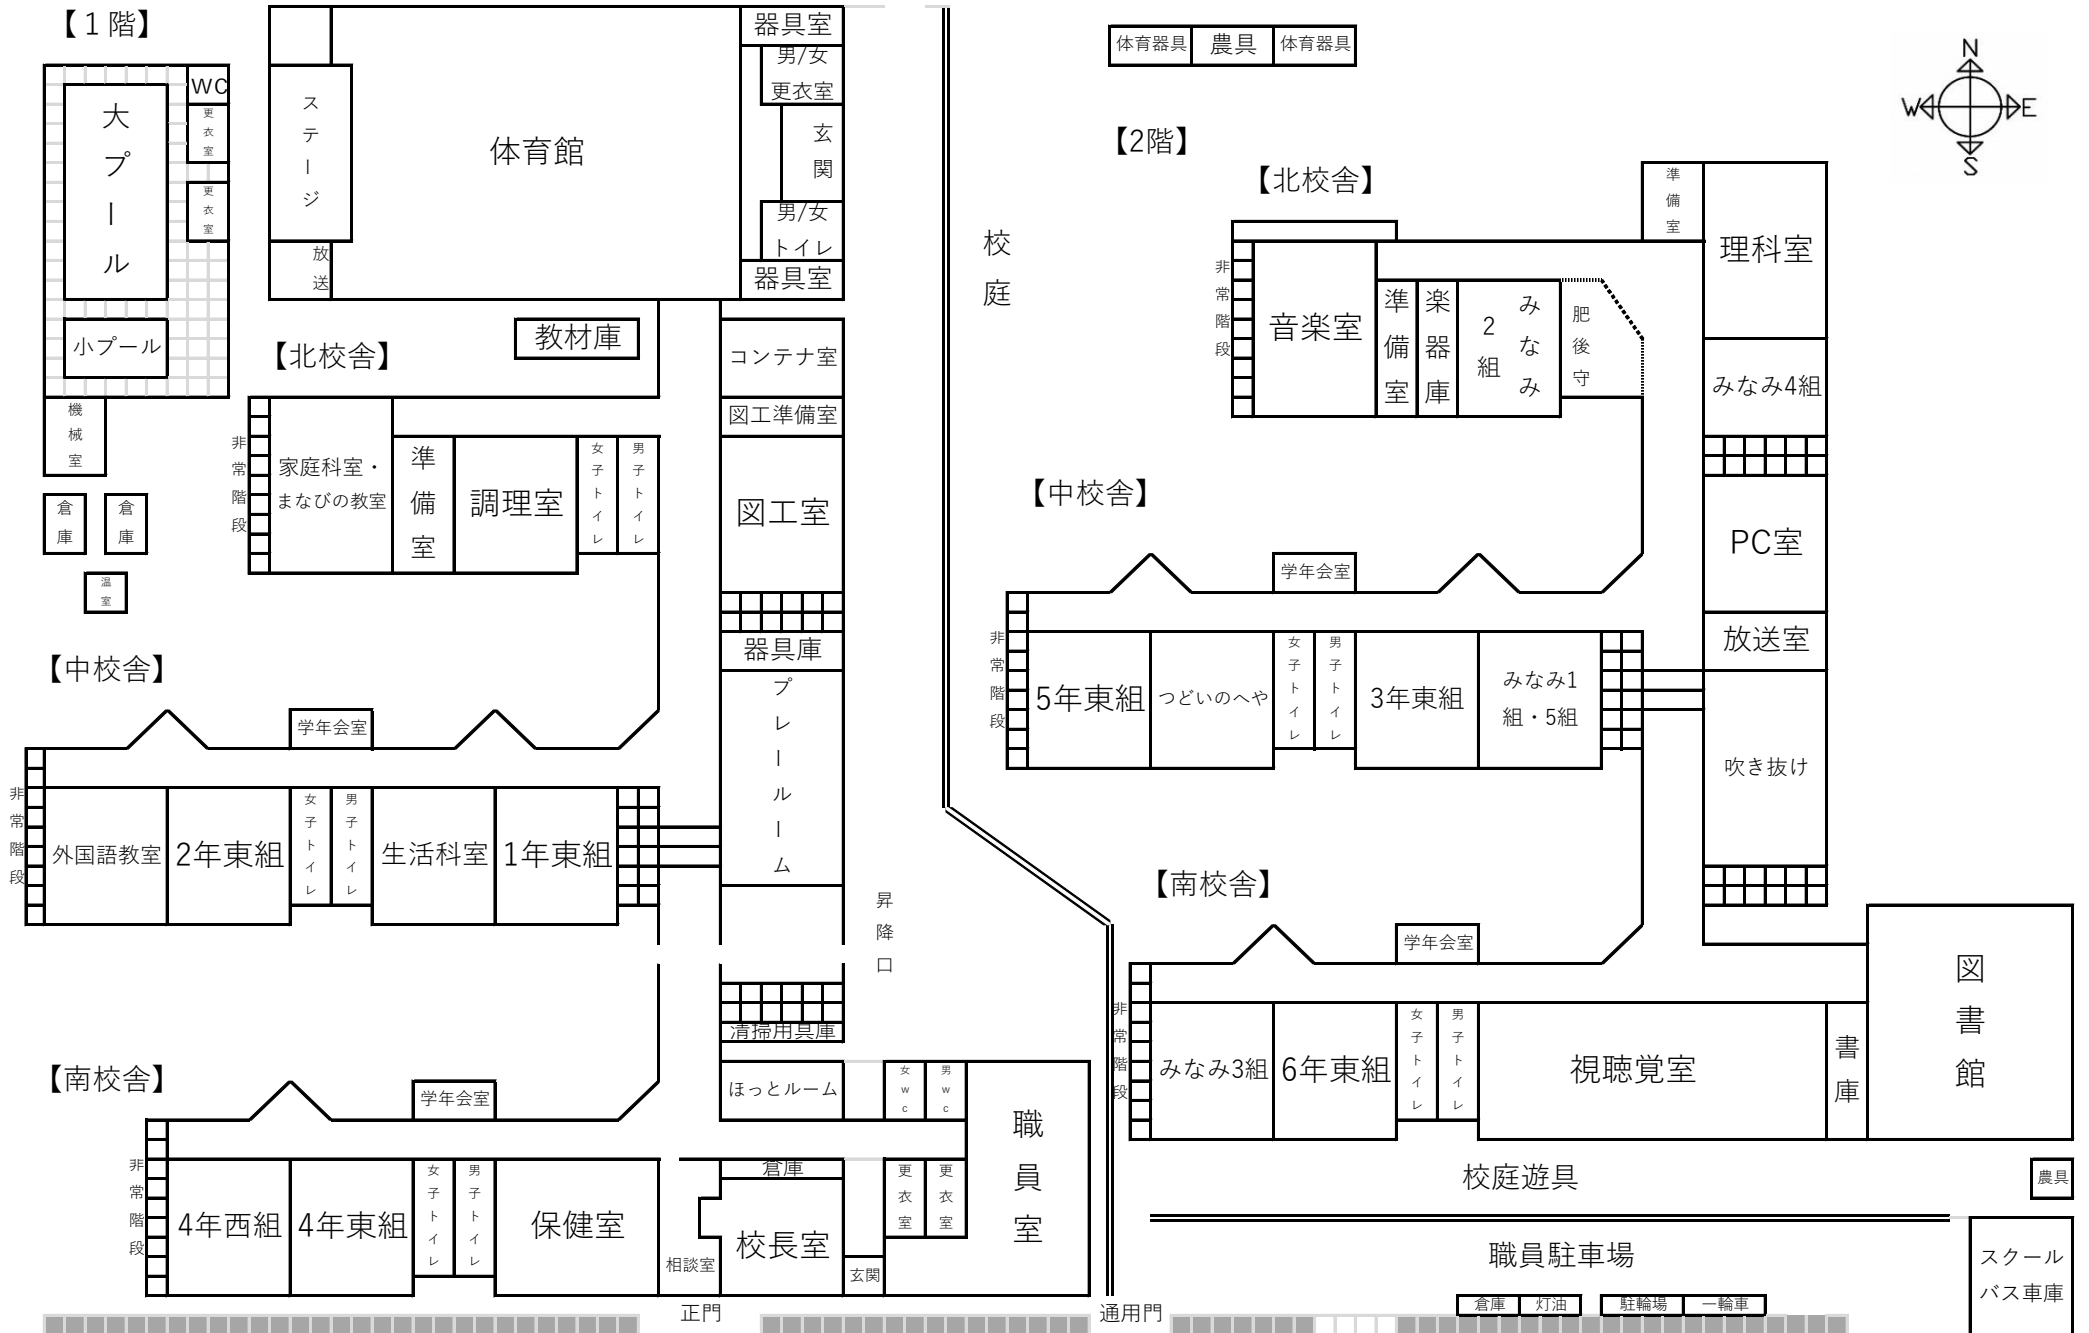 【１階】
器具室
男/女
更衣室
玄関
男/女
トイレ
器具室
ステージ
体育館
放送
WC
更衣室
更衣室
大プール
小プール
機械室
倉庫
倉庫
温室
教材庫
【北校舎】
コンテナ室
図工準備室
図工室
非常階段
家庭科室・
まなびの教室
準備室
調理室
女子トイレ
男子トイレ
器具庫
プレールーム
【中校舎】
学年会室
非常階段
外国語教室
2年東組
女子トイレ
男子トイレ
生活科室
1年東組
昇降口
清掃用具庫
【南校舎】
学年会室
ほっとルーム
女wc
男wc
職員室
非常階段
4年西組
4年東組
女子トイレ
男子トイレ
保健室
相談室
倉庫
校長室
玄関
更衣室
更衣室
正門
通用門
校庭
体育器具
農具
体育器具
N
W
E
S
【2階】
【北校舎】
準備室
理科室
非常階段
音楽室
準備室
楽器庫
みなみ
2組
肥後守
みなみ4組
PC室
放送室
吹き抜け
【中校舎】
学年会室
非常階段
5年東組
つどいのへや
女子トイレ
男子トイレ
3年東組
みなみ1
組・5組
【南校舎】
学年会室
非常階段
みなみ3組
6年東組
女子トイレ
男子トイレ
視聴覚室
書庫
図書館
校庭遊具
農具
職員駐車場
スクール
バス車庫
倉庫
灯油
駐輪場
一輪車